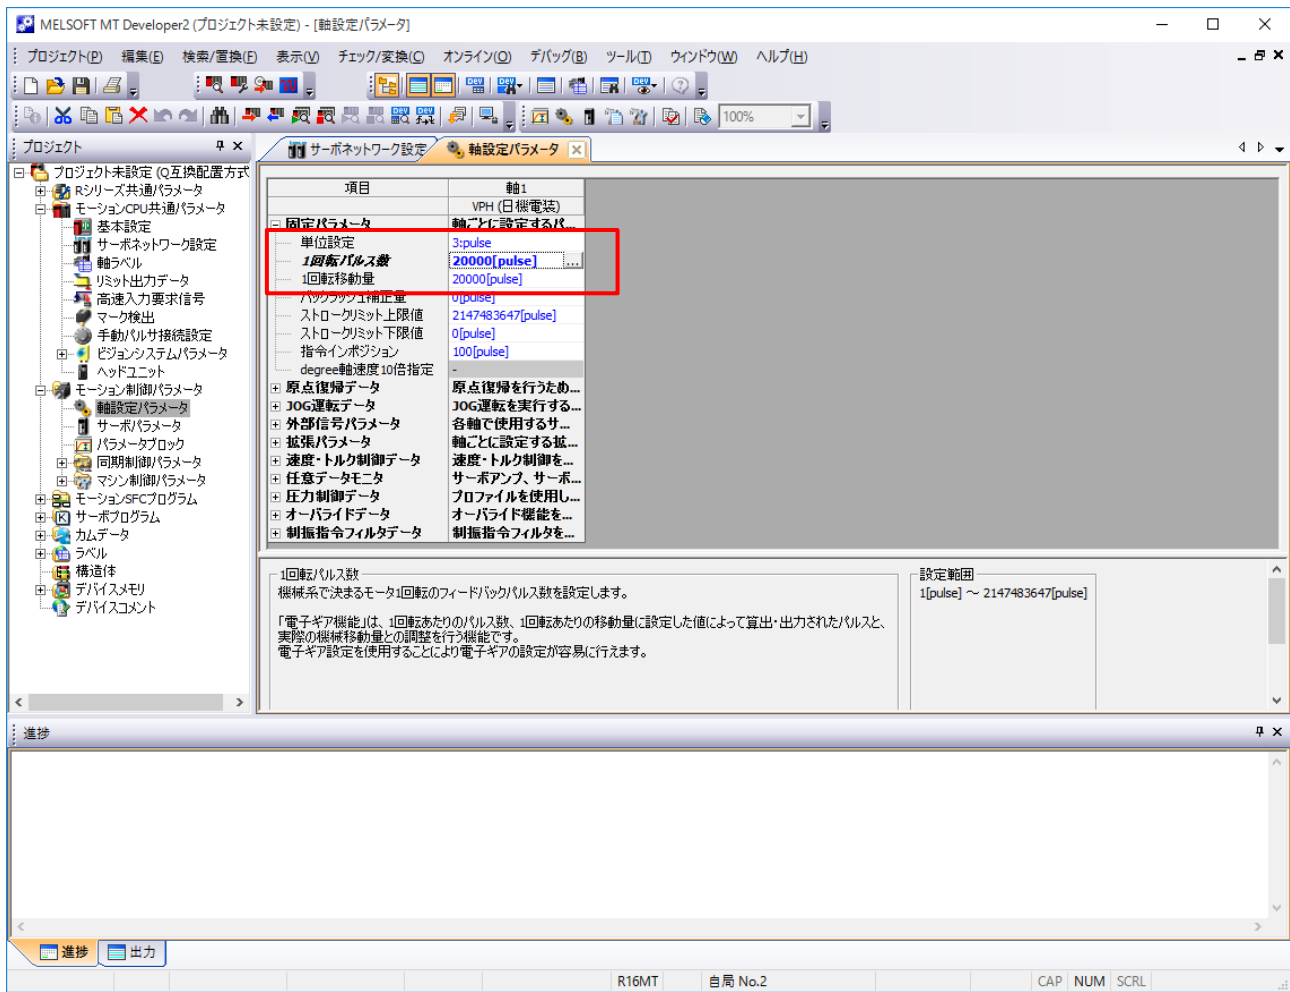 MELSOFT MT Developer2 (プロジェクト未設定) - [軸設定パラメータ]
プロジェクト(P) 編集(E) 検索/置換(F) 表示(V) チェック/変換(C) オンライン(O) デバッグ(B) ツール(T) ウィンドウ(W) ヘルプ(H)
100%
プロジェクト
サーボネットワーク設定 軸設定パラメータ
プロジェクト未設定 (Q互換配置方式
Rシリーズ共通パラメータ
モーションCPU共通パラメータ
基本設定
サーボネットワーク設定
軸ラベル
リミット出力データ
高速入力要求信号
マーク検出
手動パルサ接続設定
ビジョンシステムパラメータ
ヘッドユニット
モーション制御パラメータ
軸設定パラメータ
サーボパラメータ
パラメータブロック
同期制御パラメータ
マシン制御パラメータ
モーションSFCプログラム
サーボプログラム
カムデータ
ラベル
構造体
デバイスメモリ
デバイスコメント
項目 軸1
VPH (日機電装)
固定パラメータ 軸ごとに設定するパ...
単位設定 3:pulse
1回転パルス数 20000[pulse] ...
1回転移動量 20000[pulse]
バックラッシュ補正量 0[pulse]
ストロークリミット上限値 2147483647[pulse]
ストロークリミット下限値 0[pulse]
指令インポジション 100[pulse]
degree軸速度10倍指定 -
原点復帰データ 原点復帰を行うため...
JOG運転データ JOG運転を実行する...
外部信号パラメータ 各軸で使用するサ...
拡張パラメータ 軸ごとに設定する拡...
速度・トルク制御データ 速度・トルク制御を...
任意データモニタ サーボアンプ、サーボ...
圧力制御データ プロファイルを使用し...
オーバライドデータ オーバライド機能を...
制振指令フィルタデータ 制振指令フィルタを...
1回転パルス数
機械系で決まるモータ1回転のフィードバックパルス数を設定します。
「電子ギア機能」は、1回転あたりのパルス数、1回転あたりの移動量に設定した値によって算出・出力されたパルスと、
実際の機械移動量との調整を行う機能です。
電子ギア設定を使用することにより電子ギアの設定が容易に行えます。
設定範囲
1[pulse] ～ 2147483647[pulse]
進捗
進捗 出力
R16MT 自局 No.2 CAP NUM SCRL